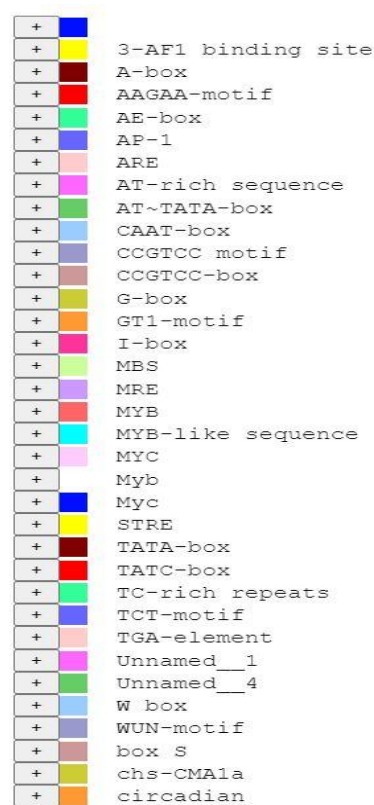 +
+ 3-AF1 binding site
+ A-box
+ AAGAA-motif
+ AE-box
+ AP-1
+ ARE
+ AT-rich sequence
+ AT~TATA-box
+ CAAT-box
+ CCGTCC motif
+ CCGTCC-box
+ G-box
+ GT1-motif
+ I-box
+ MBS
+ MRE
+ MYB
+ MYB-like sequence
+ MYC
+ Myb
+ Myc
+ STRE
+ TATA-box
+ TATC-box
+ TC-rich repeats
+ TCT-motif
+ TGA-element
+ Unnamed__1
+ Unnamed__4
+ W box
+ WUN-motif
+ box S
+ chs-CMA1a
+ circadian